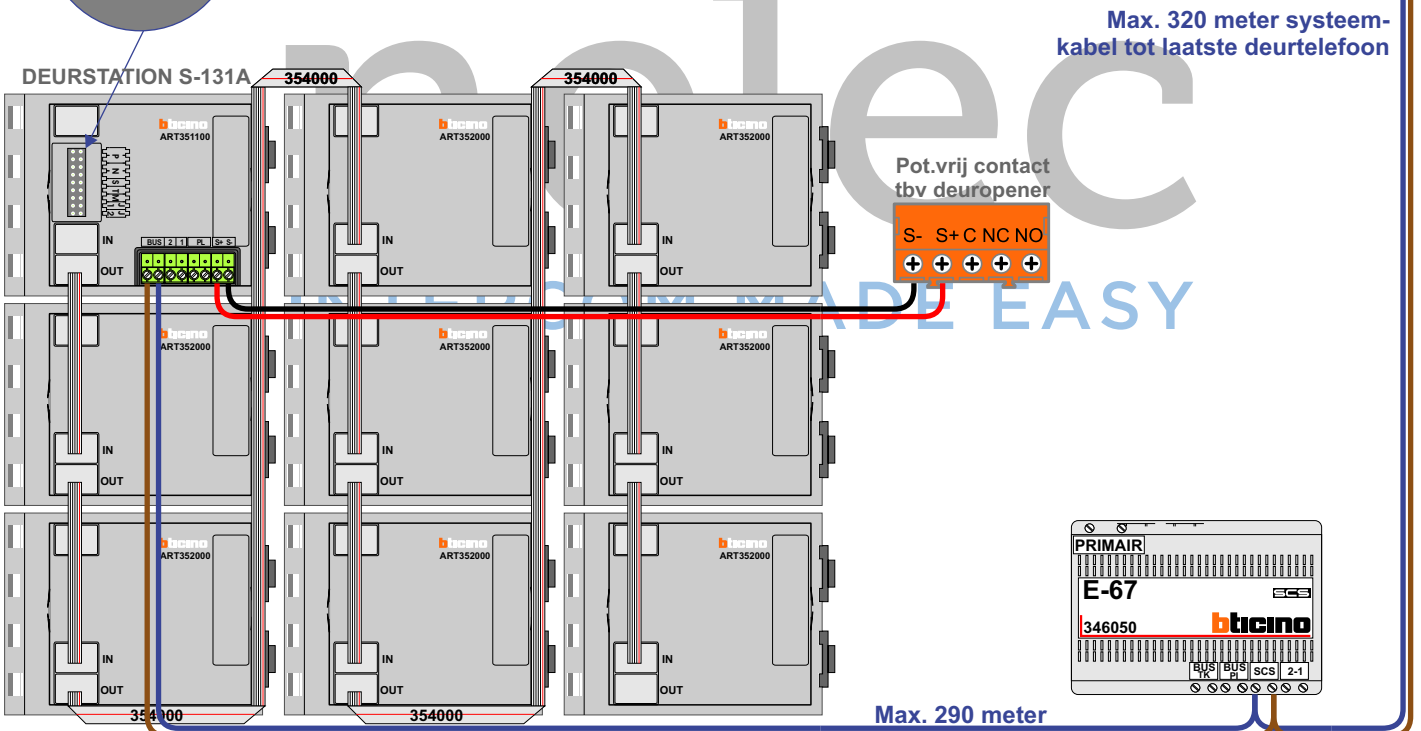 nelec
INTERCOM MADE EASY
Max. 320 meter systeem-
kabel tot laatste deurtelefoon
DEURSTATION S-131A
354000
354000
bticino
ART351100
P N S T M J1 J2
IN
OUT
BUS 2 1 PL S+ S-
bticino
ART352000
IN
OUT
bticino
ART352000
IN
OUT
Pot.vrij contact
tbv deuropener
S- S+ C NC NO
bticino
ART352000
IN
OUT
bticino
ART352000
IN
OUT
bticino
ART352000
IN
OUT
bticino
ART352000
IN
OUT
bticino
ART352000
IN
OUT
bticino
ART352000
IN
OUT
354000
354000
PRIMAIR
E-67
SCS
346050
bticino
BUS TK
BUS PI
SCS
2-1
Max. 290 meter